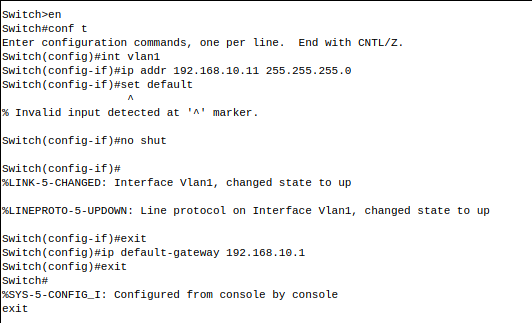 Switch>en
Switch#conf t
Enter configuration commands, one per line.  End with CNTL/Z.
Switch(config)#int vlan1
Switch(config-if)#ip addr 192.168.10.11 255.255.255.0
Switch(config-if)#set default
                   ^
% Invalid input detected at '^' marker.
Switch(config-if)#no shut
Switch(config-if)#
%LINK-5-CHANGED: Interface Vlan1, changed state to up
%LINEPROTO-5-UPDOWN: Line protocol on Interface Vlan1, changed state to up
Switch(config-if)#exit
Switch(config)#ip default-gateway 192.168.10.1
Switch(config)#exit
Switch#
%SYS-5-CONFIG_I: Configured from console by console
exit